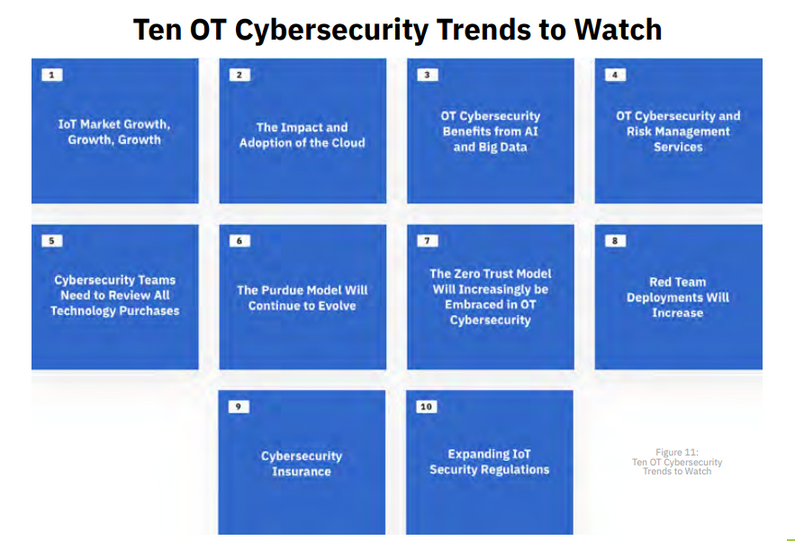 Ten OT Cybersecurity Trends to Watch
1
IoT Market Growth,
Growth, Growth
2
The Impact and
Adoption of the Cloud
3
OT Cybersecurity
Benefits from AI
and Big Data
4
OT Cybersecurity and
Risk Management
Services
5
Cybersecurity Teams
Need to Review All
Technology Purchases
6
The Purdue Model Will
Continue to Evolve
7
The Zero Trust Model
Will Increasingly be
Embraced in OT
Cybersecurity
8
Red Team
Deployments Will
Increase
9
Cybersecurity
Insurance
10
Expanding IoT
Security Regulations
Figure 11:
Ten OT Cybersecurity
Trends to Watch